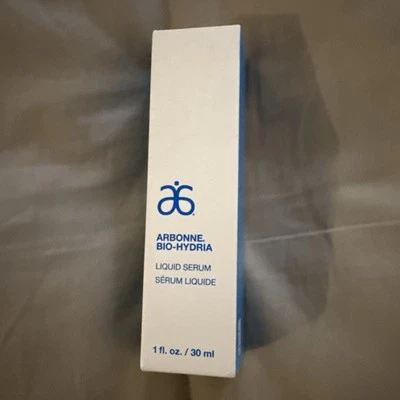 ARBONNE.
BIO-HYDRIA
LIQUID SERUM
SÉRUM LIQUIDE
1 fl. oz. / 30 ml